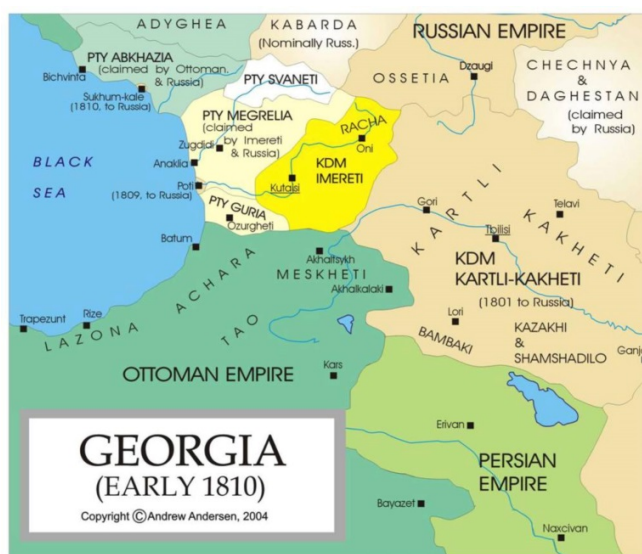 ADYGHEA
KABARDA
(Nominally Russ.)
RUSSIAN EMPIRE
PTY ABKHAZIA
(claimed by Ottoman.
& Russia)
Bichvinta
Sukhum-kale
(1810, to Russia)
PTY SVANETI
OSSETIA
Dzaugi
CHECHNYA
&
DAGHESTAN
(claimed
by Russia)
PTY MEGRELIA
(claimed
by Imereti
& Russia)
Zugdidi
Anaklia
RACHA
Oni
KDM
IMERETI
Kutaisi
BLACK
SEA
Poti
(1809, to Russia)
PTY GURIA
Ozurgheti
Batum
Gori
Tbilisi
Telavi
KARTLI
KAKHETI
KDM
KARTLI-KAKHETI
(1801 to Russia)
Akhaltsykh
MESKHETI
Akhalkalaki
ACHARA
TAO
LAZONA
Trapezunt
Rize
Lori
BAMBAKI
KAZAKHI
&
SHAMSHADILO
Ganj
OTTOMAN EMPIRE
Kars
Erivan
PERSIAN
EMPIRE
Bayazet
Naxcivan
GEORGIA
(EARLY 1810)
Copyright ©Andrew Andersen, 2004